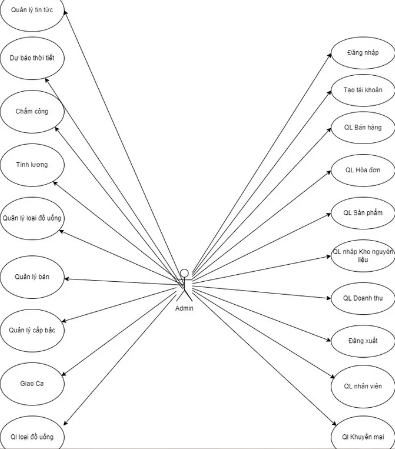 Quản lý tin tức
Dự báo thời tiết
Chấm công
Tính lương
Quản lý loại đồ uống
Quản lý bán
Quản lý cấp bậc
Giao Ca
Ql loại đồ uống
Admin
Đăng nhập
Tao tài khoản
QL Bán hàng
QL Hóa đơn
QL Sản phẩm
QL nhập Kho nguyên
liệu
QL Doanh thu
Đăng xuất
QL nhân viên
Ql Khuyến mại